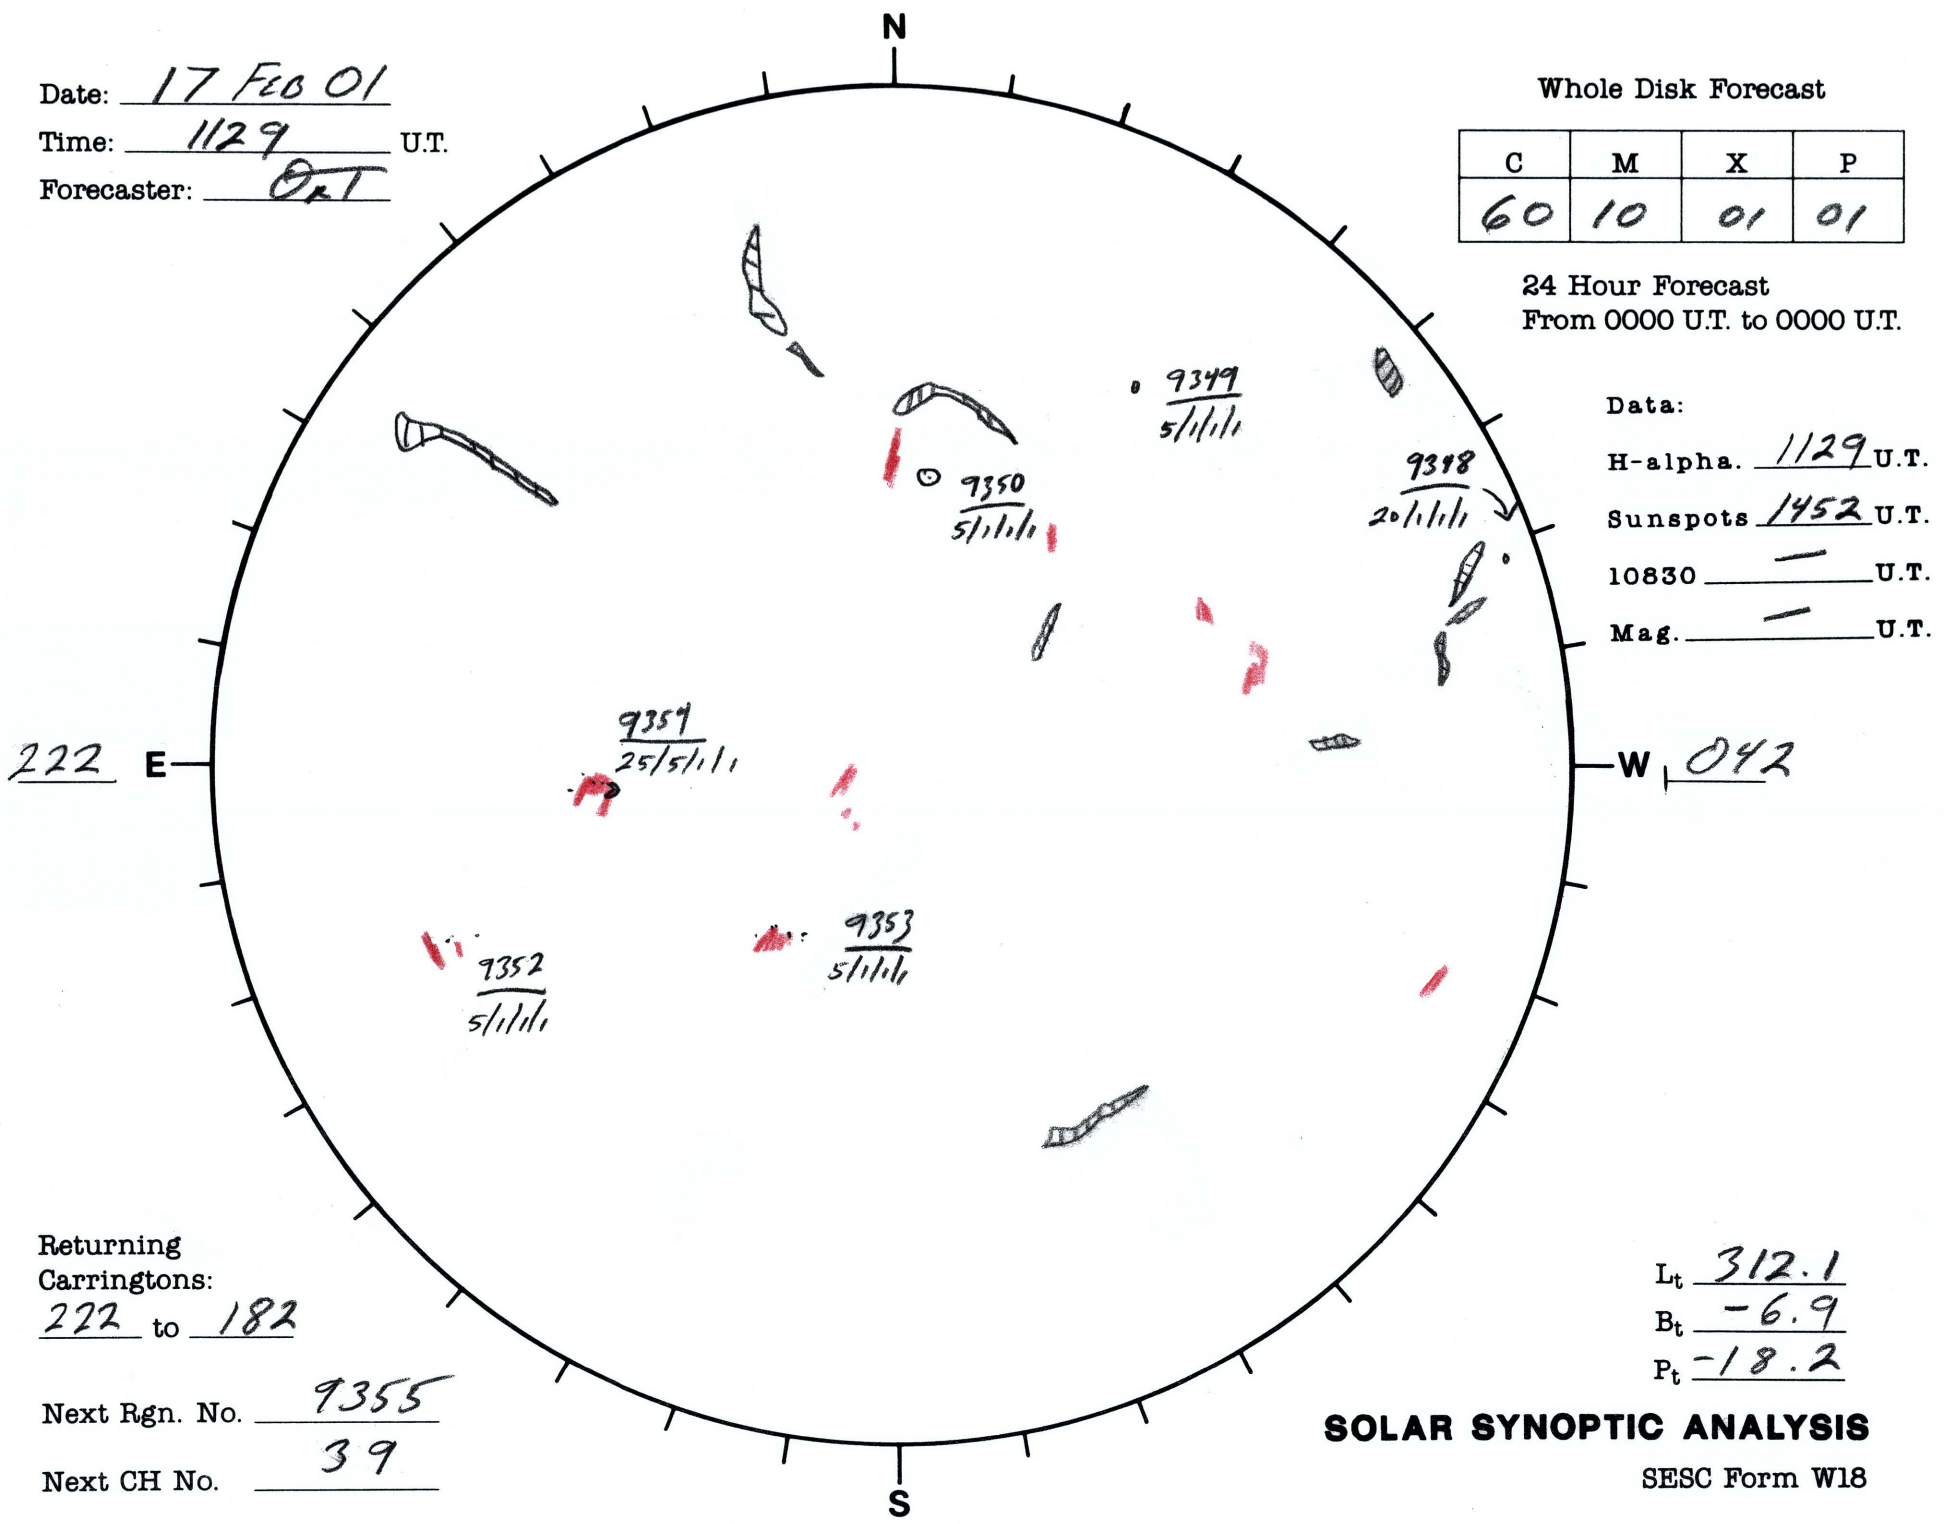 N
Date: 17 FEB 01
Time: 1129 U.T.
Forecaster:
Whole Disk Forecast
C M X P
60 10 01 01
24 Hour Forecast
From 0000 U.T. to 0000 U.T.
Data:
H-alpha. 1129 U.T.
Sunspots 1452 U.T.
10830 — U.T.
Mag. — U.T.
9349
5/1/1/1
9348
20/1/1/1
9350
5/1/1/1
9354
25/5/1/1
222 E
W 042
9353
5/1/1/1
9352
5/1/1/1
Returning
Carringtons:
222 to 182
Next Rgn. No. 9355
Next CH No. 39
S
Lt 312.1
Bt -6.9
Pt -18.2
SOLAR SYNOPTIC ANALYSIS
SESC Form W18